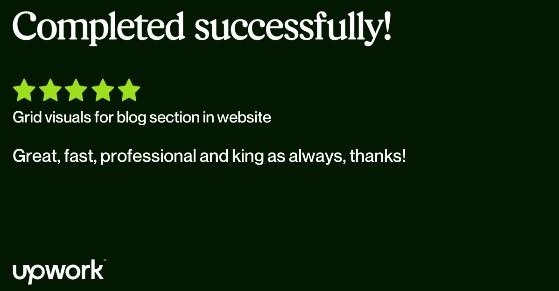 Completed successfully!
Grid visuals for blog section in website
Great, fast, professional and king as always, thanks!
upwork